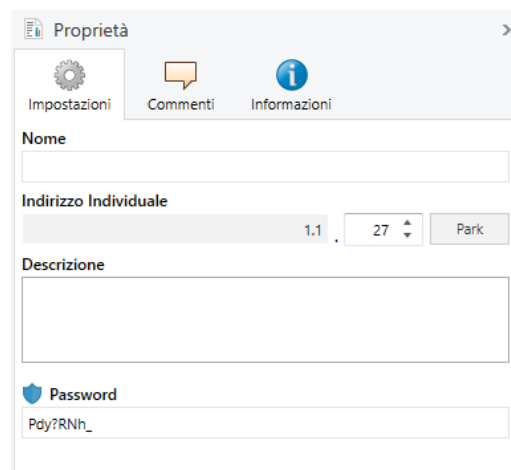 Proprietà
Impostazioni Commenti Informazioni
Nome
Indirizzo Individuale
1.1 . 27 Park
Descrizione
Password
Pdy?RNh_